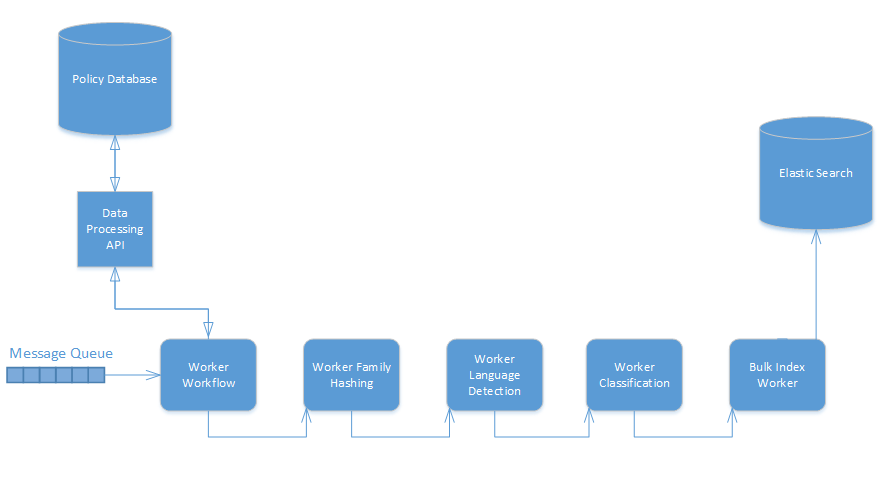 Policy Database
Elastic Search
Data
Processing
API
Message Queue
Worker
Workflow
Worker Family
Hashing
Worker
Language
Detection
Worker
Classification
Bulk Index
Worker